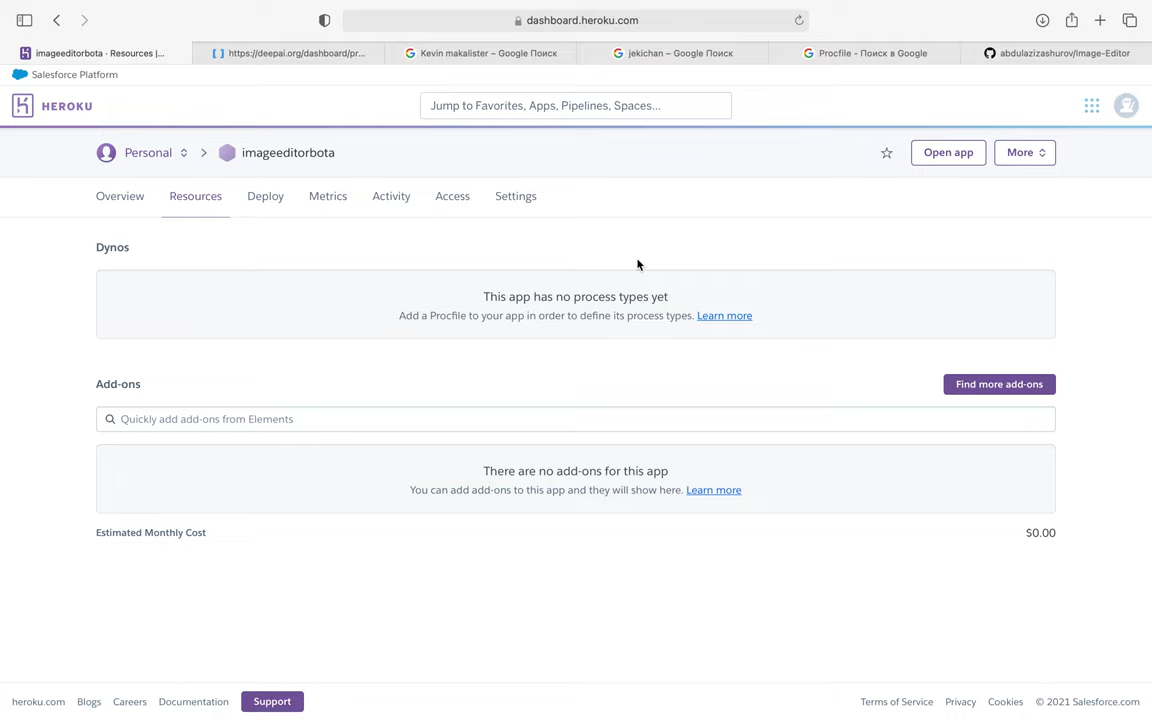 dashboard.heroku.com
imageeditorbota · Resources |...
https://deepai.org/dashboard/pr...
Kevin makalister – Google Поиск
jekichan – Google Поиск
Procfile - Поиск в Google
abdulazizashurov/Image-Editor
Salesforce Platform
HEROKU
Jump to Favorites, Apps, Pipelines, Spaces...
Personal
imageeditorbota
Open app
More
Overview
Resources
Deploy
Metrics
Activity
Access
Settings
Dynos
This app has no process types yet
Add a Procfile to your app in order to define its process types. Learn more
Add-ons
Find more add-ons
Quickly add add-ons from Elements
There are no add-ons for this app
You can add add-ons to this app and they will show here. Learn more
Estimated Monthly Cost
$0.00
heroku.com
Blogs
Careers
Documentation
Support
Terms of Service
Privacy
Cookies
© 2021 Salesforce.com